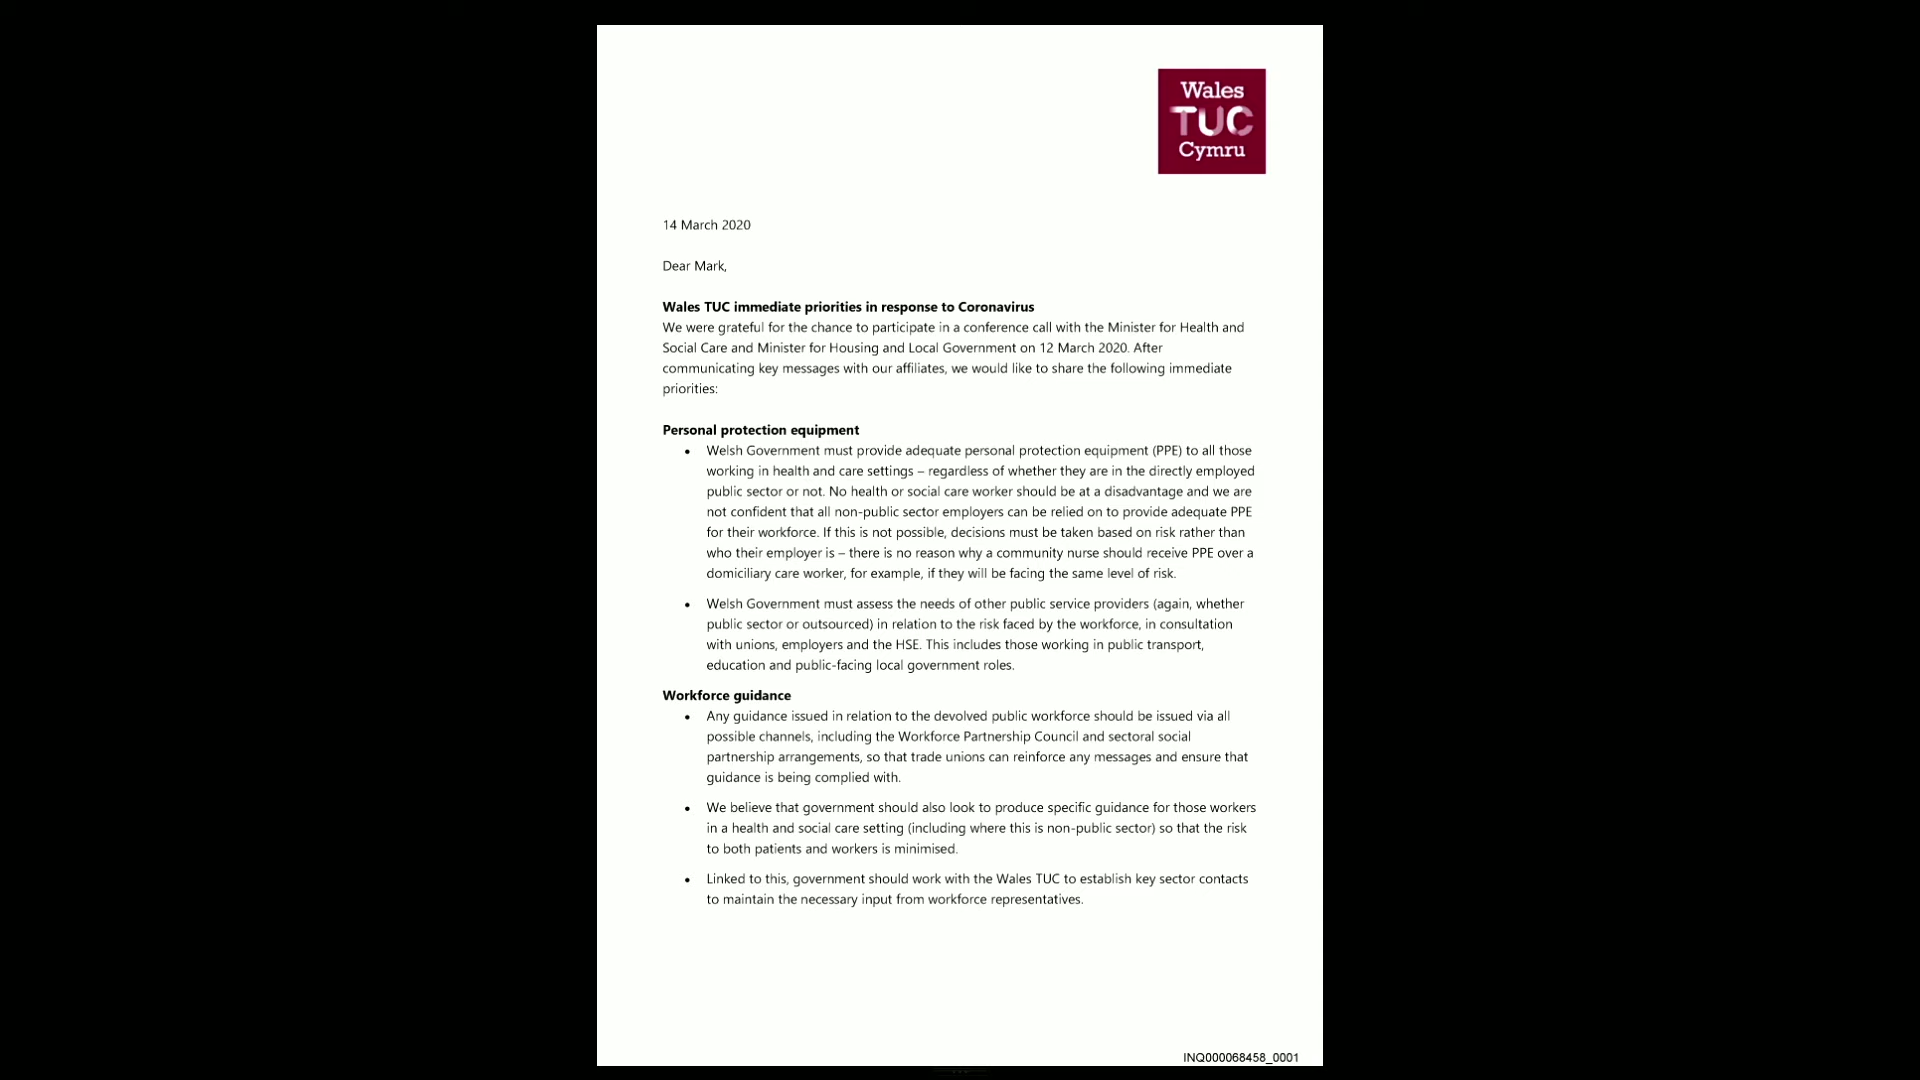 Wales
TUC
Cymru
14 March 2020
Dear Mark,
Wales TUC immediate priorities in response to Coronavirus
We were grateful for the chance to participate in a conference call with the Minister for Health and
Social Care and Minister for Housing and Local Government on 12 March 2020. After
communicating key messages with our affiliates, we would like to share the following immediate
priorities:
Personal protection equipment
• Welsh Government must provide adequate personal protection equipment (PPE) to all those
working in health and care settings – regardless of whether they are in the directly employed
public sector or not. No health or social care worker should be at a disadvantage and we are
not confident that all non-public sector employers can be relied on to provide adequate PPE
for their workforce. If this is not possible, decisions must be taken based on risk rather than
who their employer is – there is no reason why a community nurse should receive PPE over a
domiciliary care worker, for example, if they will be facing the same level of risk.
• Welsh Government must assess the needs of other public service providers (again, whether
public sector or outsourced) in relation to the risk faced by the workforce, in consultation
with unions, employers and the HSE. This includes those working in public transport,
education and public-facing local government roles.
Workforce guidance
• Any guidance issued in relation to the devolved public workforce should be issued via all
possible channels, including the Workforce Partnership Council and sectoral social
partnership arrangements, so that trade unions can reinforce any messages and ensure that
guidance is being complied with.
• We believe that government should also look to produce specific guidance for those workers
in a health and social care setting (including where this is non-public sector) so that the risk
to both patients and workers is minimised.
• Linked to this, government should work with the Wales TUC to establish key sector contacts
to maintain the necessary input from workforce representatives.
INQ000068458_0001